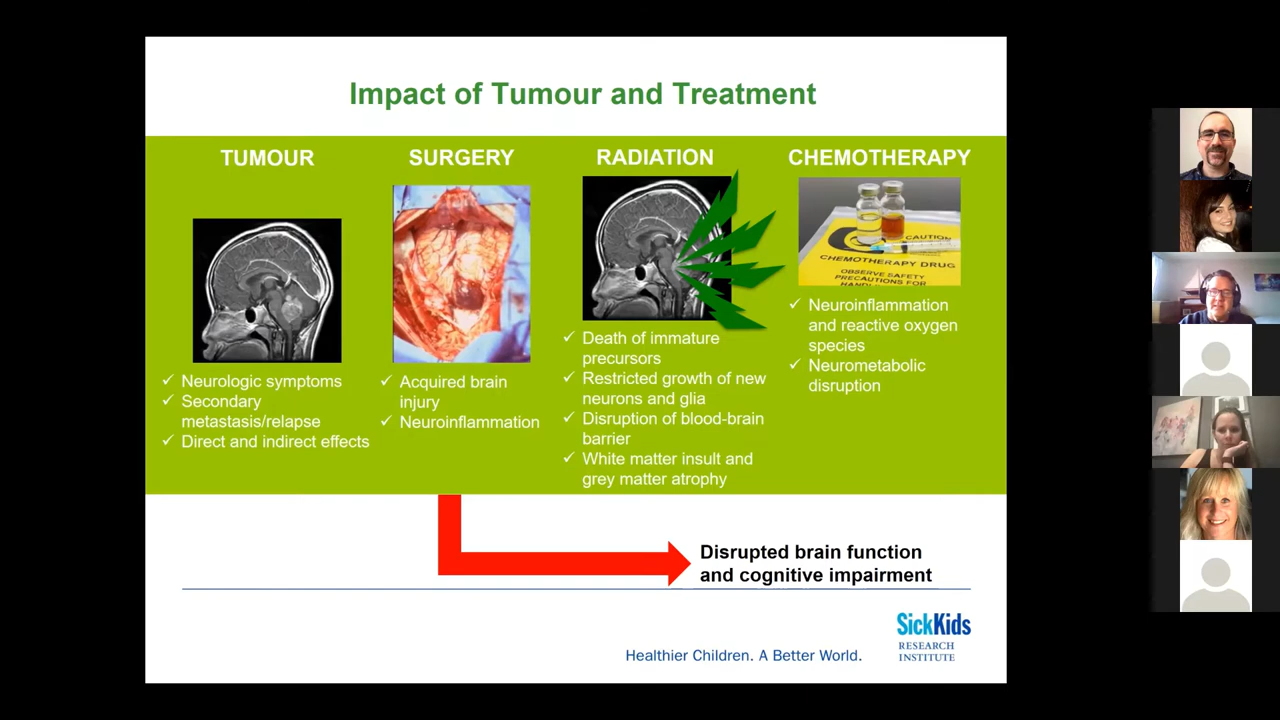 Impact of Tumour and Treatment
TUMOUR
Neurologic symptoms
Secondary
metastasis/relapse
Direct and indirect effects
SURGERY
Acquired brain
injury
Neuroinflammation
RADIATION
Death of immature
precursors
Restricted growth of new
neurons and glia
Disruption of blood-brain
barrier
White matter insult and
grey matter atrophy
CHEMOTHERAPY
CAUTION
CHEMOTHERAPY DRUG
OBSERVE SAFETY
PRECAUTIONS FOR
Neuroinflammation
and reactive oxygen
species
Neurometabolic
disruption
Disrupted brain function
and cognitive impairment
Healthier Children. A Better World.
SickKids
RESEARCH
INSTITUTE